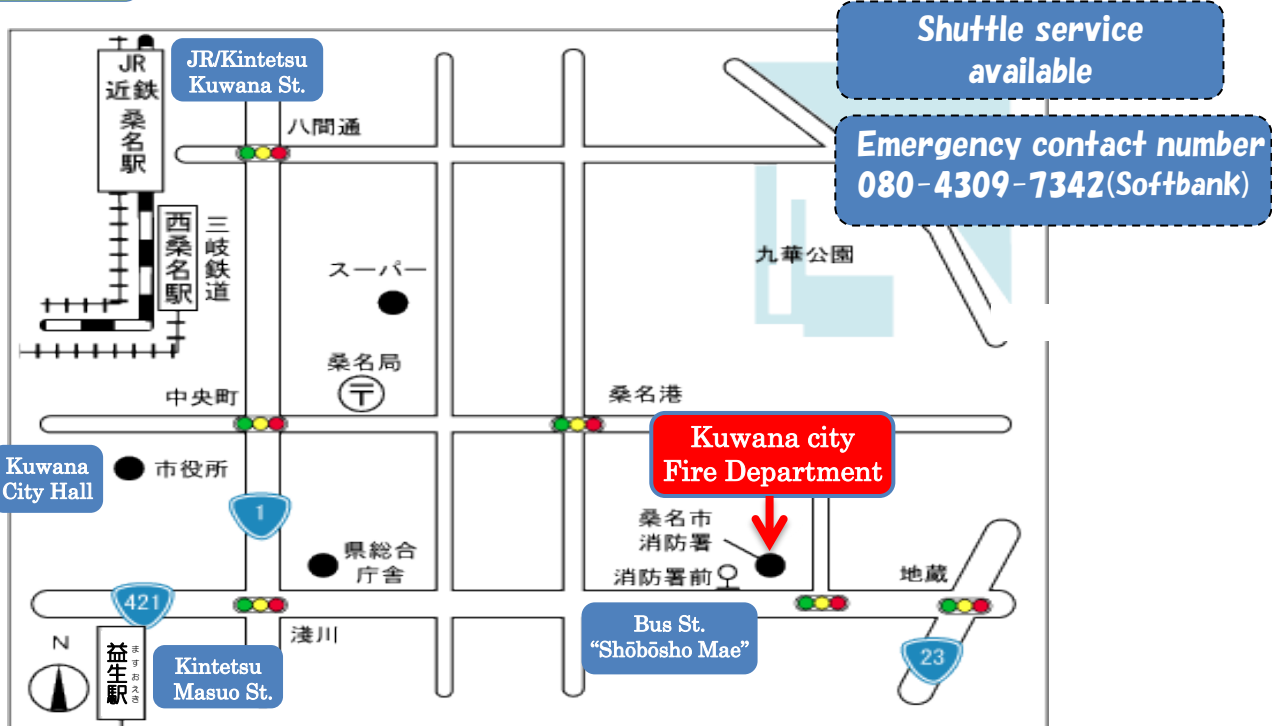 Shuttle service
available
JR/Kintetsu
Kuwana St.
JR
近鉄
桑名駅
八間通
Emergency contact number
080-4309-7342(Softbank)
西桑名駅
三岐鉄道
九華公園
スーパー
桑名局
〒
中央町
桑名港
Kuwana city
Fire Department
Kuwana
City Hall
市役所
1
桑名市
消防署
県総合
庁舎
消防署前
地蔵
421
淺川
Bus St.
“Shōbōsho Mae”
N
益生駅
ますおえき
Kintetsu
Masuo St.
23